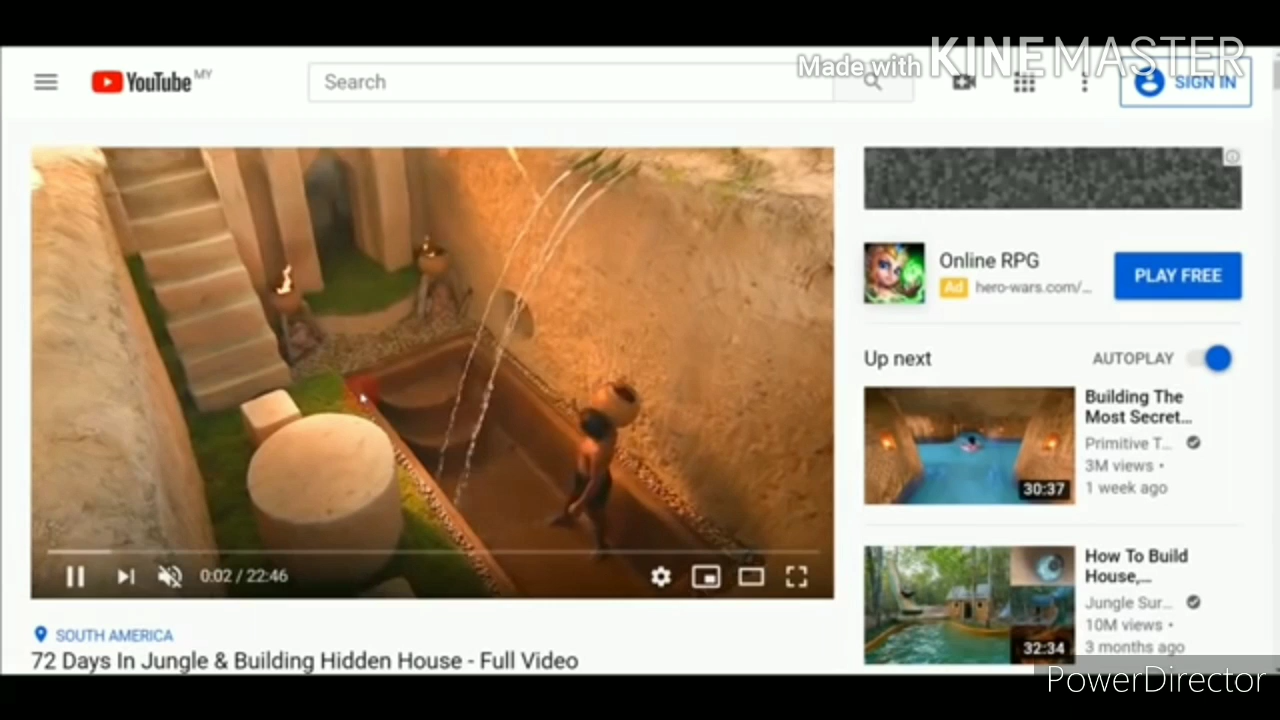 Made with KINEMASTER
YouTube MY
Search
SIGN IN
Online RPG
Ad hero-wars.com/...
PLAY FREE
Up next
AUTOPLAY
Building The
Most Secret...
Primitive T...
3M views •
1 week ago
30:37
How To Build
House,...
Jungle Sur...
10M views •
3 months ago
32:34
0:02 / 22:46
SOUTH AMERICA
72 Days In Jungle & Building Hidden House - Full Video
PowerDirector